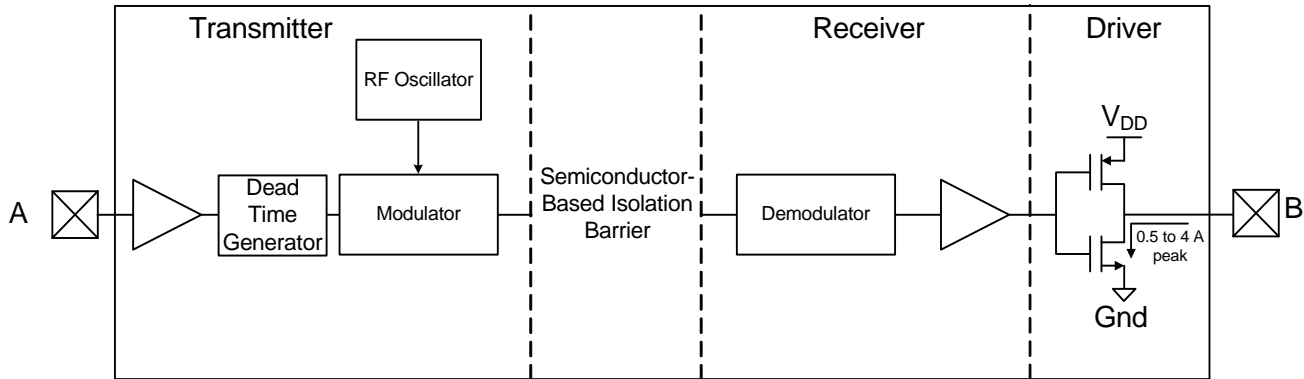 Transmitter
Receiver
Driver
RF Oscillator
V_DD
A
Dead
Time
Generator
Modulator
Semiconductor-
Based Isolation
Barrier
Demodulator
B
0.5 to 4 A
peak
Gnd